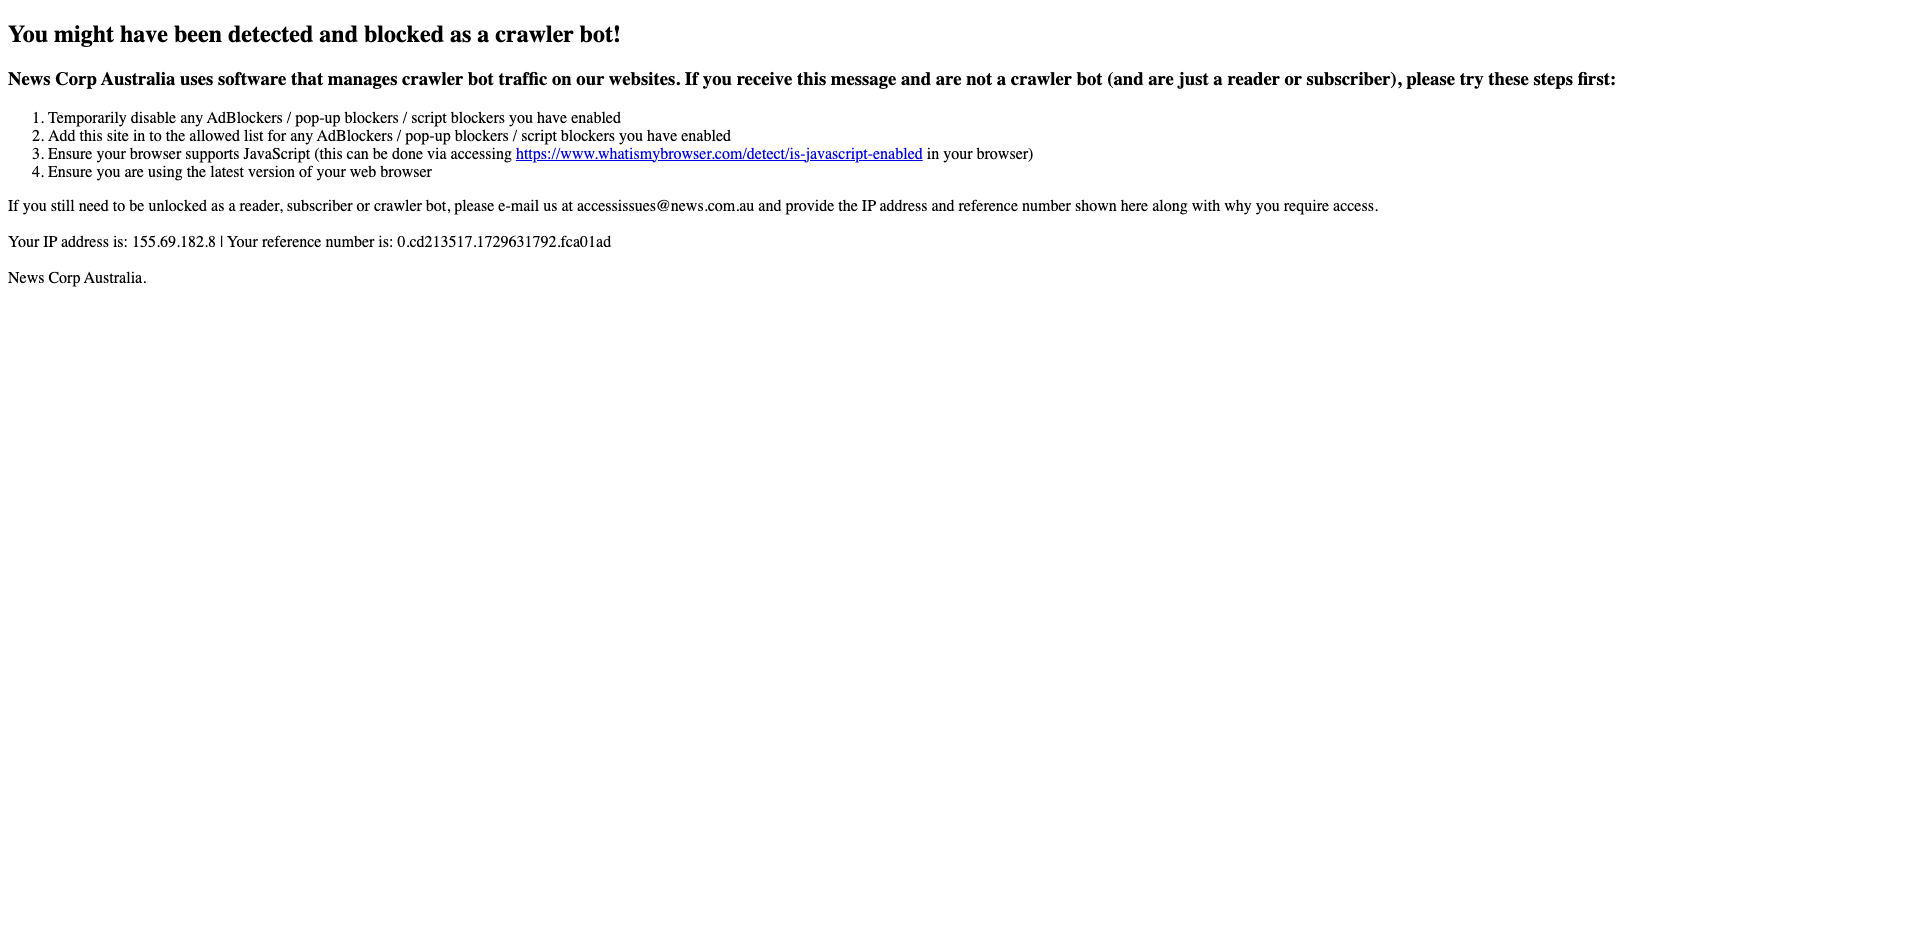 You might have been detected and blocked as a crawler bot!
News Corp Australia uses software that manages crawler bot traffic on our websites. If you receive this message and are not a crawler bot (and are just a reader or subscriber), please try these steps first:
1. Temporarily disable any AdBlockers / pop-up blockers / script blockers you have enabled
2. Add this site in to the allowed list for any AdBlockers / pop-up blockers / script blockers you have enabled
3. Ensure your browser supports JavaScript (this can be done via accessing https://www.whatismybrowser.com/detect/is-javascript-enabled in your browser)
4. Ensure you are using the latest version of your web browser
If you still need to be unlocked as a reader, subscriber or crawler bot, please e-mail us at accessissues@news.com.au and provide the IP address and reference number shown here along with why you require access.
Your IP address is: 155.69.182.8 | Your reference number is: 0.cd213517.1729631792.fca01ad
News Corp Australia.